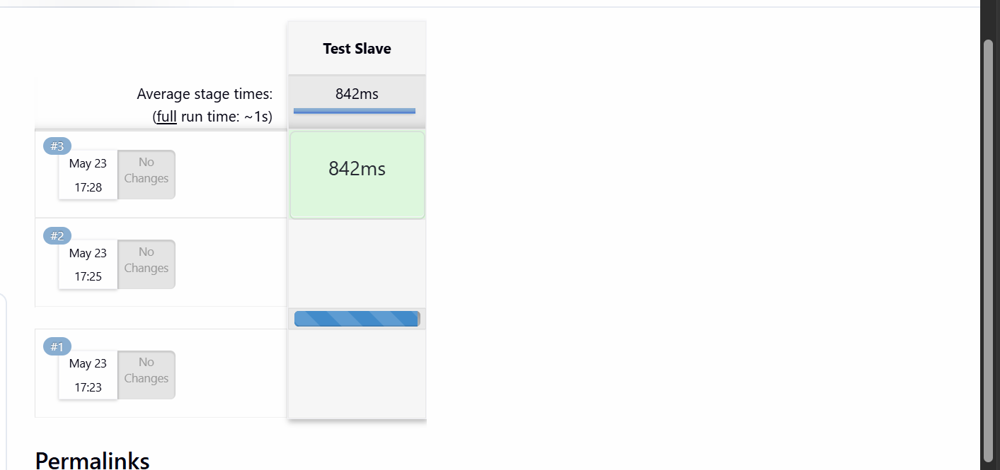 Test Slave
Average stage times:
842ms
(full run time: ~1s)
#3
May 23
No
Changes
17:28
842ms
#2
May 23
No
Changes
17:25
#1
May 23
No
Changes
17:23
Permalinks